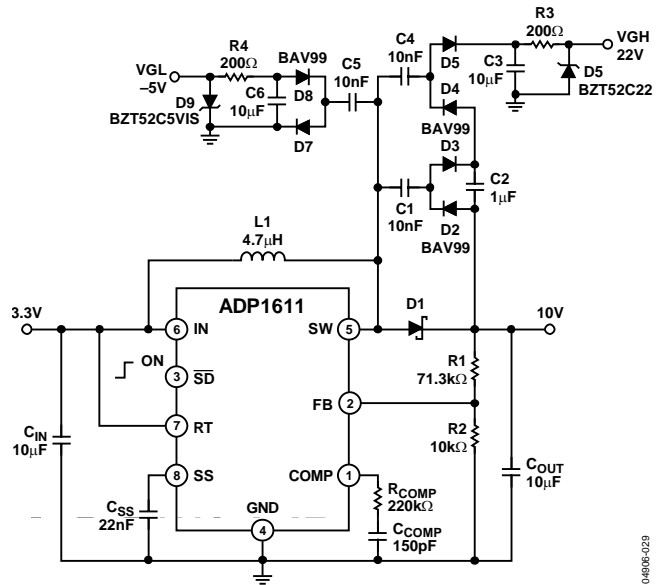 R4
200Ω
BAV99
C5
10nF
C4
10nF
D5
R3
200Ω
VGH
22V
VGL
–5V
D9
BZT52C5VIS
C6
10μF
D8
D7
D4
BAV99
C3
10μF
D5
BZT52C22
D3
C1
10nF
D2
BAV99
C2
1μF
L1
4.7μH
3.3V
ADP1611
6 IN
SW 5
D1
10V
ON
3 SD
R1
71.3kΩ
FB 2
CIN
10μF
7 RT
R2
10kΩ
8 SS
COMP 1
COUT
10μF
CSS
22nF
GND
4
RCOMP
220kΩ
CCOMP
150pF
04906-029